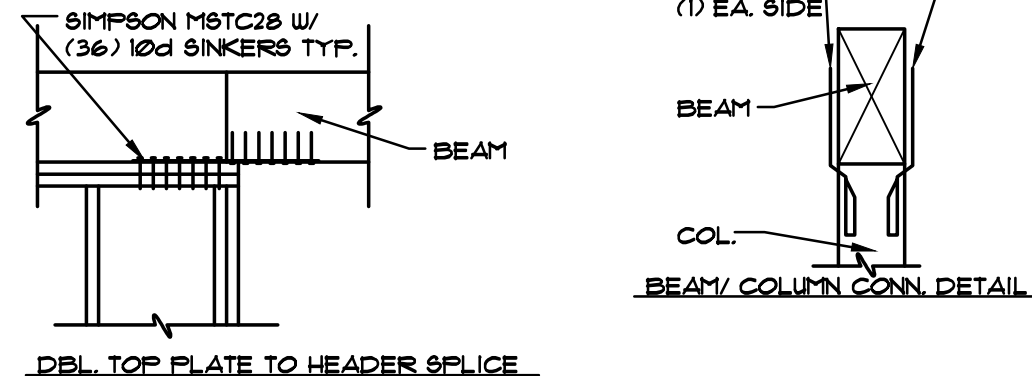 SIMPSON MSTC28 W/
(36) 10d SINKERS TYP.
BEAM
DBL. TOP PLATE TO HEADER SPLICE
(1) EA. SIDE
BEAM
COL.
BEAM/ COLUMN CONN. DETAIL